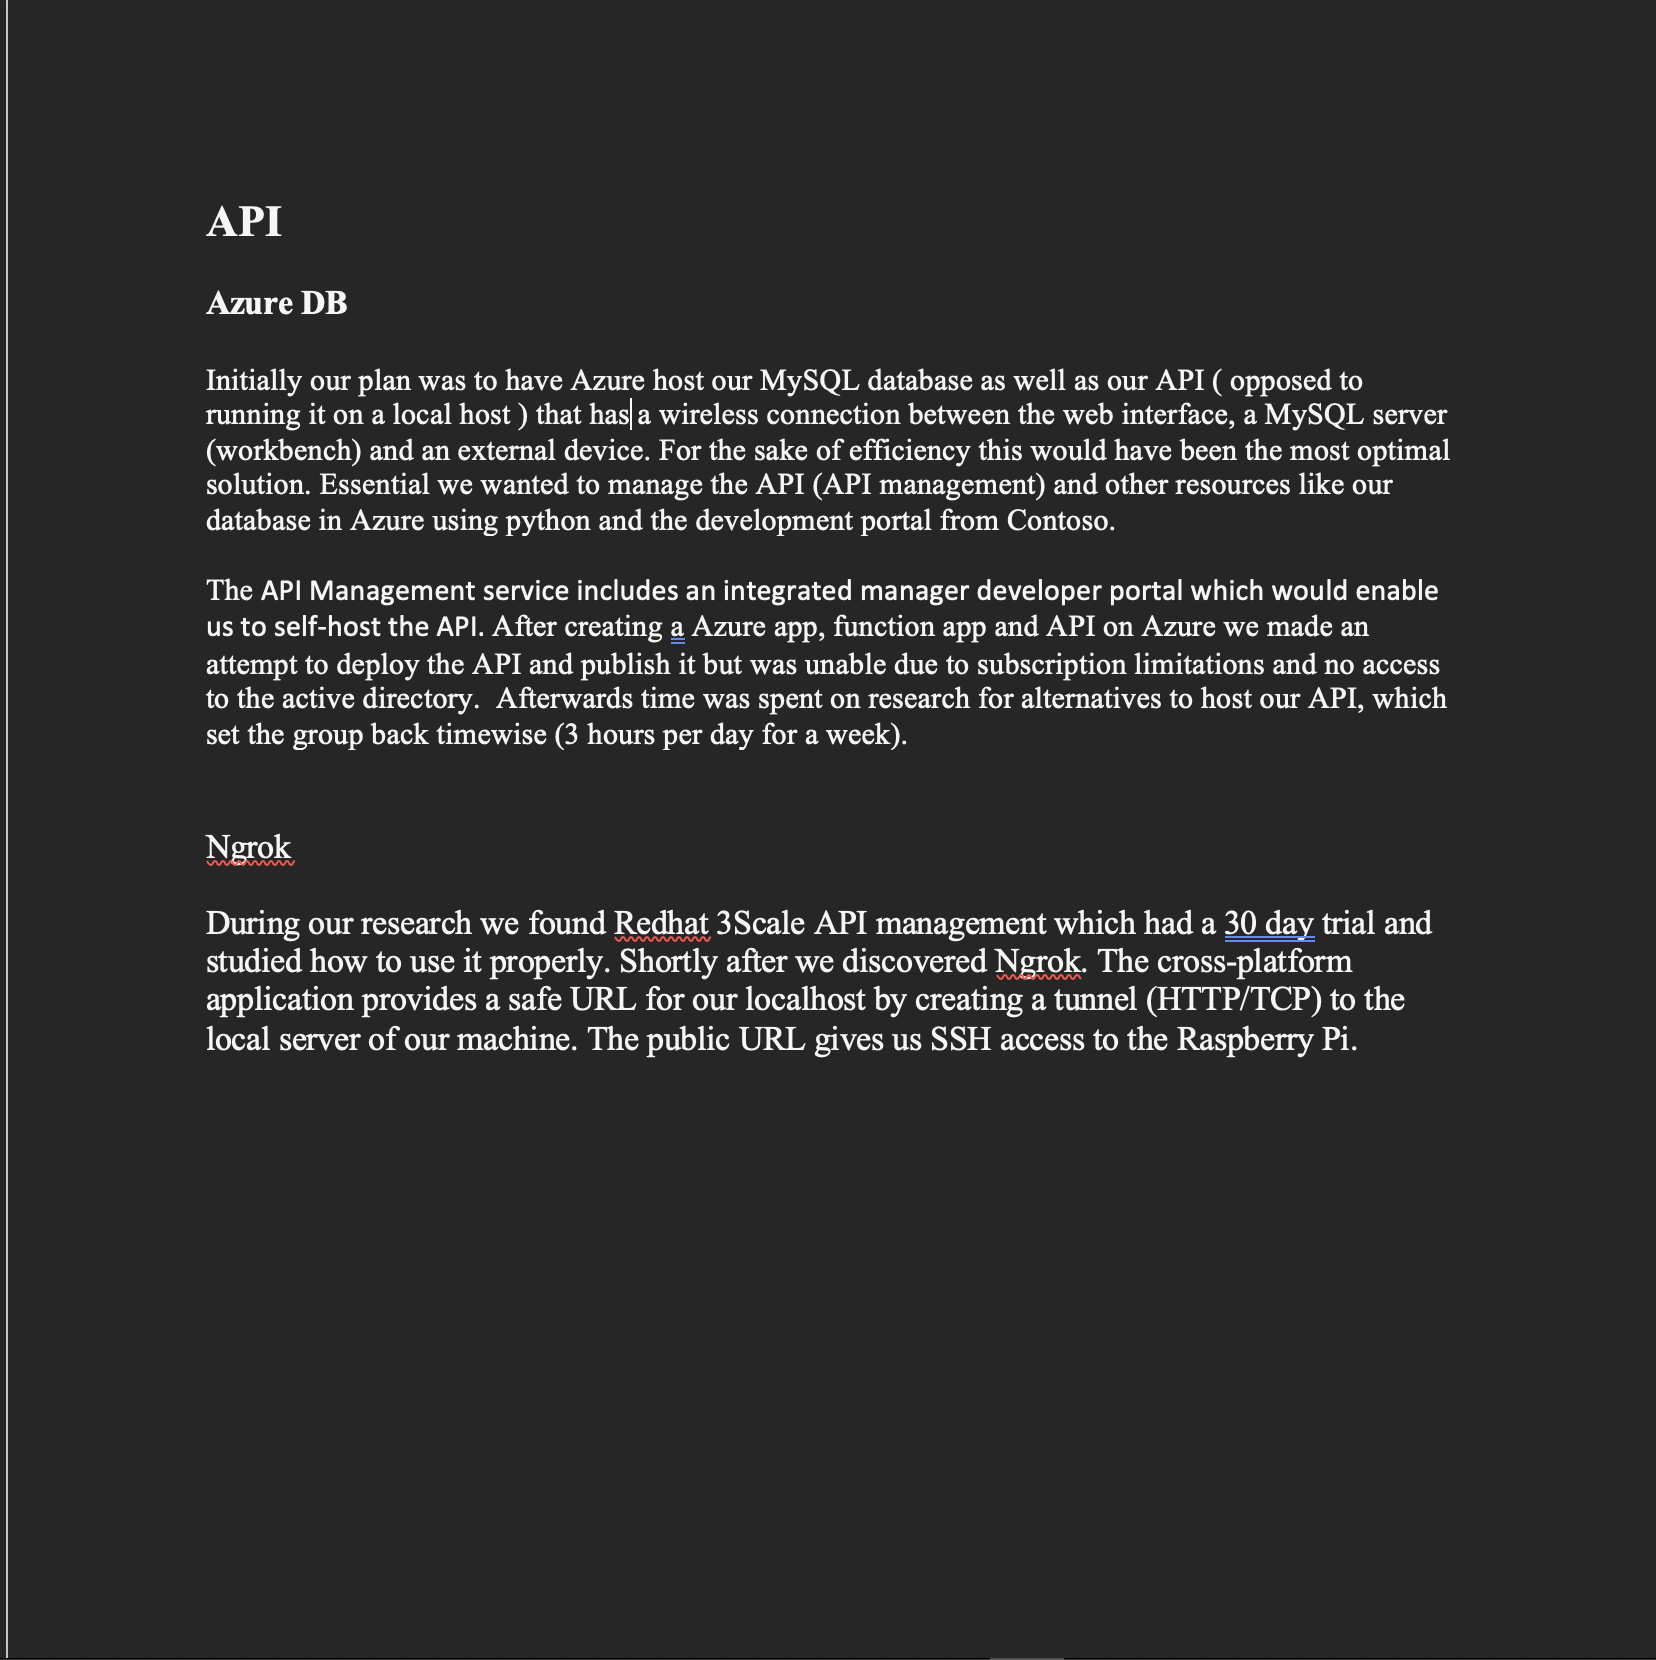 API
Azure DB
Initially our plan was to have Azure host our MySQL database as well as our API ( opposed to
running it on a local host ) that has a wireless connection between the web interface, a MySQL server
(workbench) and an external device. For the sake of efficiency this would have been the most optimal
solution. Essential we wanted to manage the API (API management) and other resources like our
database in Azure using python and the development portal from Contoso.
The API Management service includes an integrated manager developer portal which would enable
us to self-host the API. After creating a Azure app, function app and API on Azure we made an
attempt to deploy the API and publish it but was unable due to subscription limitations and no access
to the active directory.  Afterwards time was spent on research for alternatives to host our API, which
set the group back timewise (3 hours per day for a week).
Ngrok
During our research we found Redhat 3Scale API management which had a 30 day trial and
studied how to use it properly. Shortly after we discovered Ngrok. The cross-platform
application provides a safe URL for our localhost by creating a tunnel (HTTP/TCP) to the
local server of our machine. The public URL gives us SSH access to the Raspberry Pi.